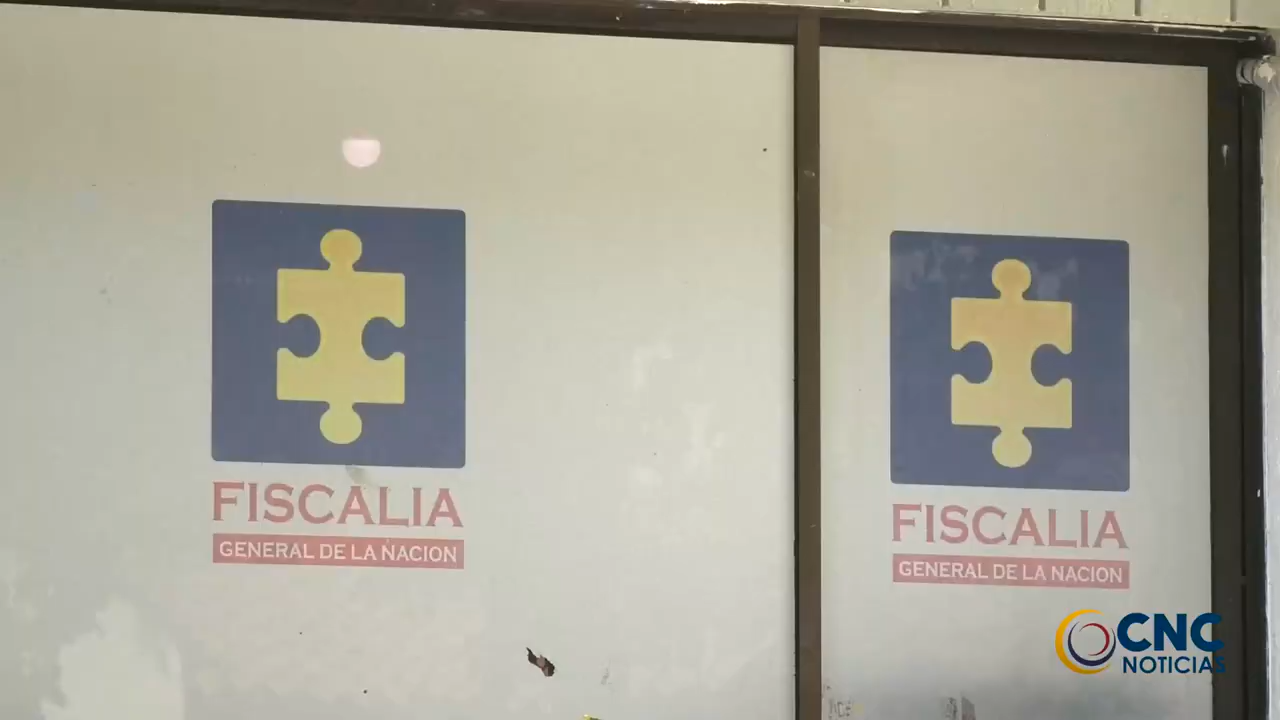 FISCALIA
GENERAL DE LA NACION
FISCALIA
GENERAL DE LA NACION
CNC
NOTICIAS